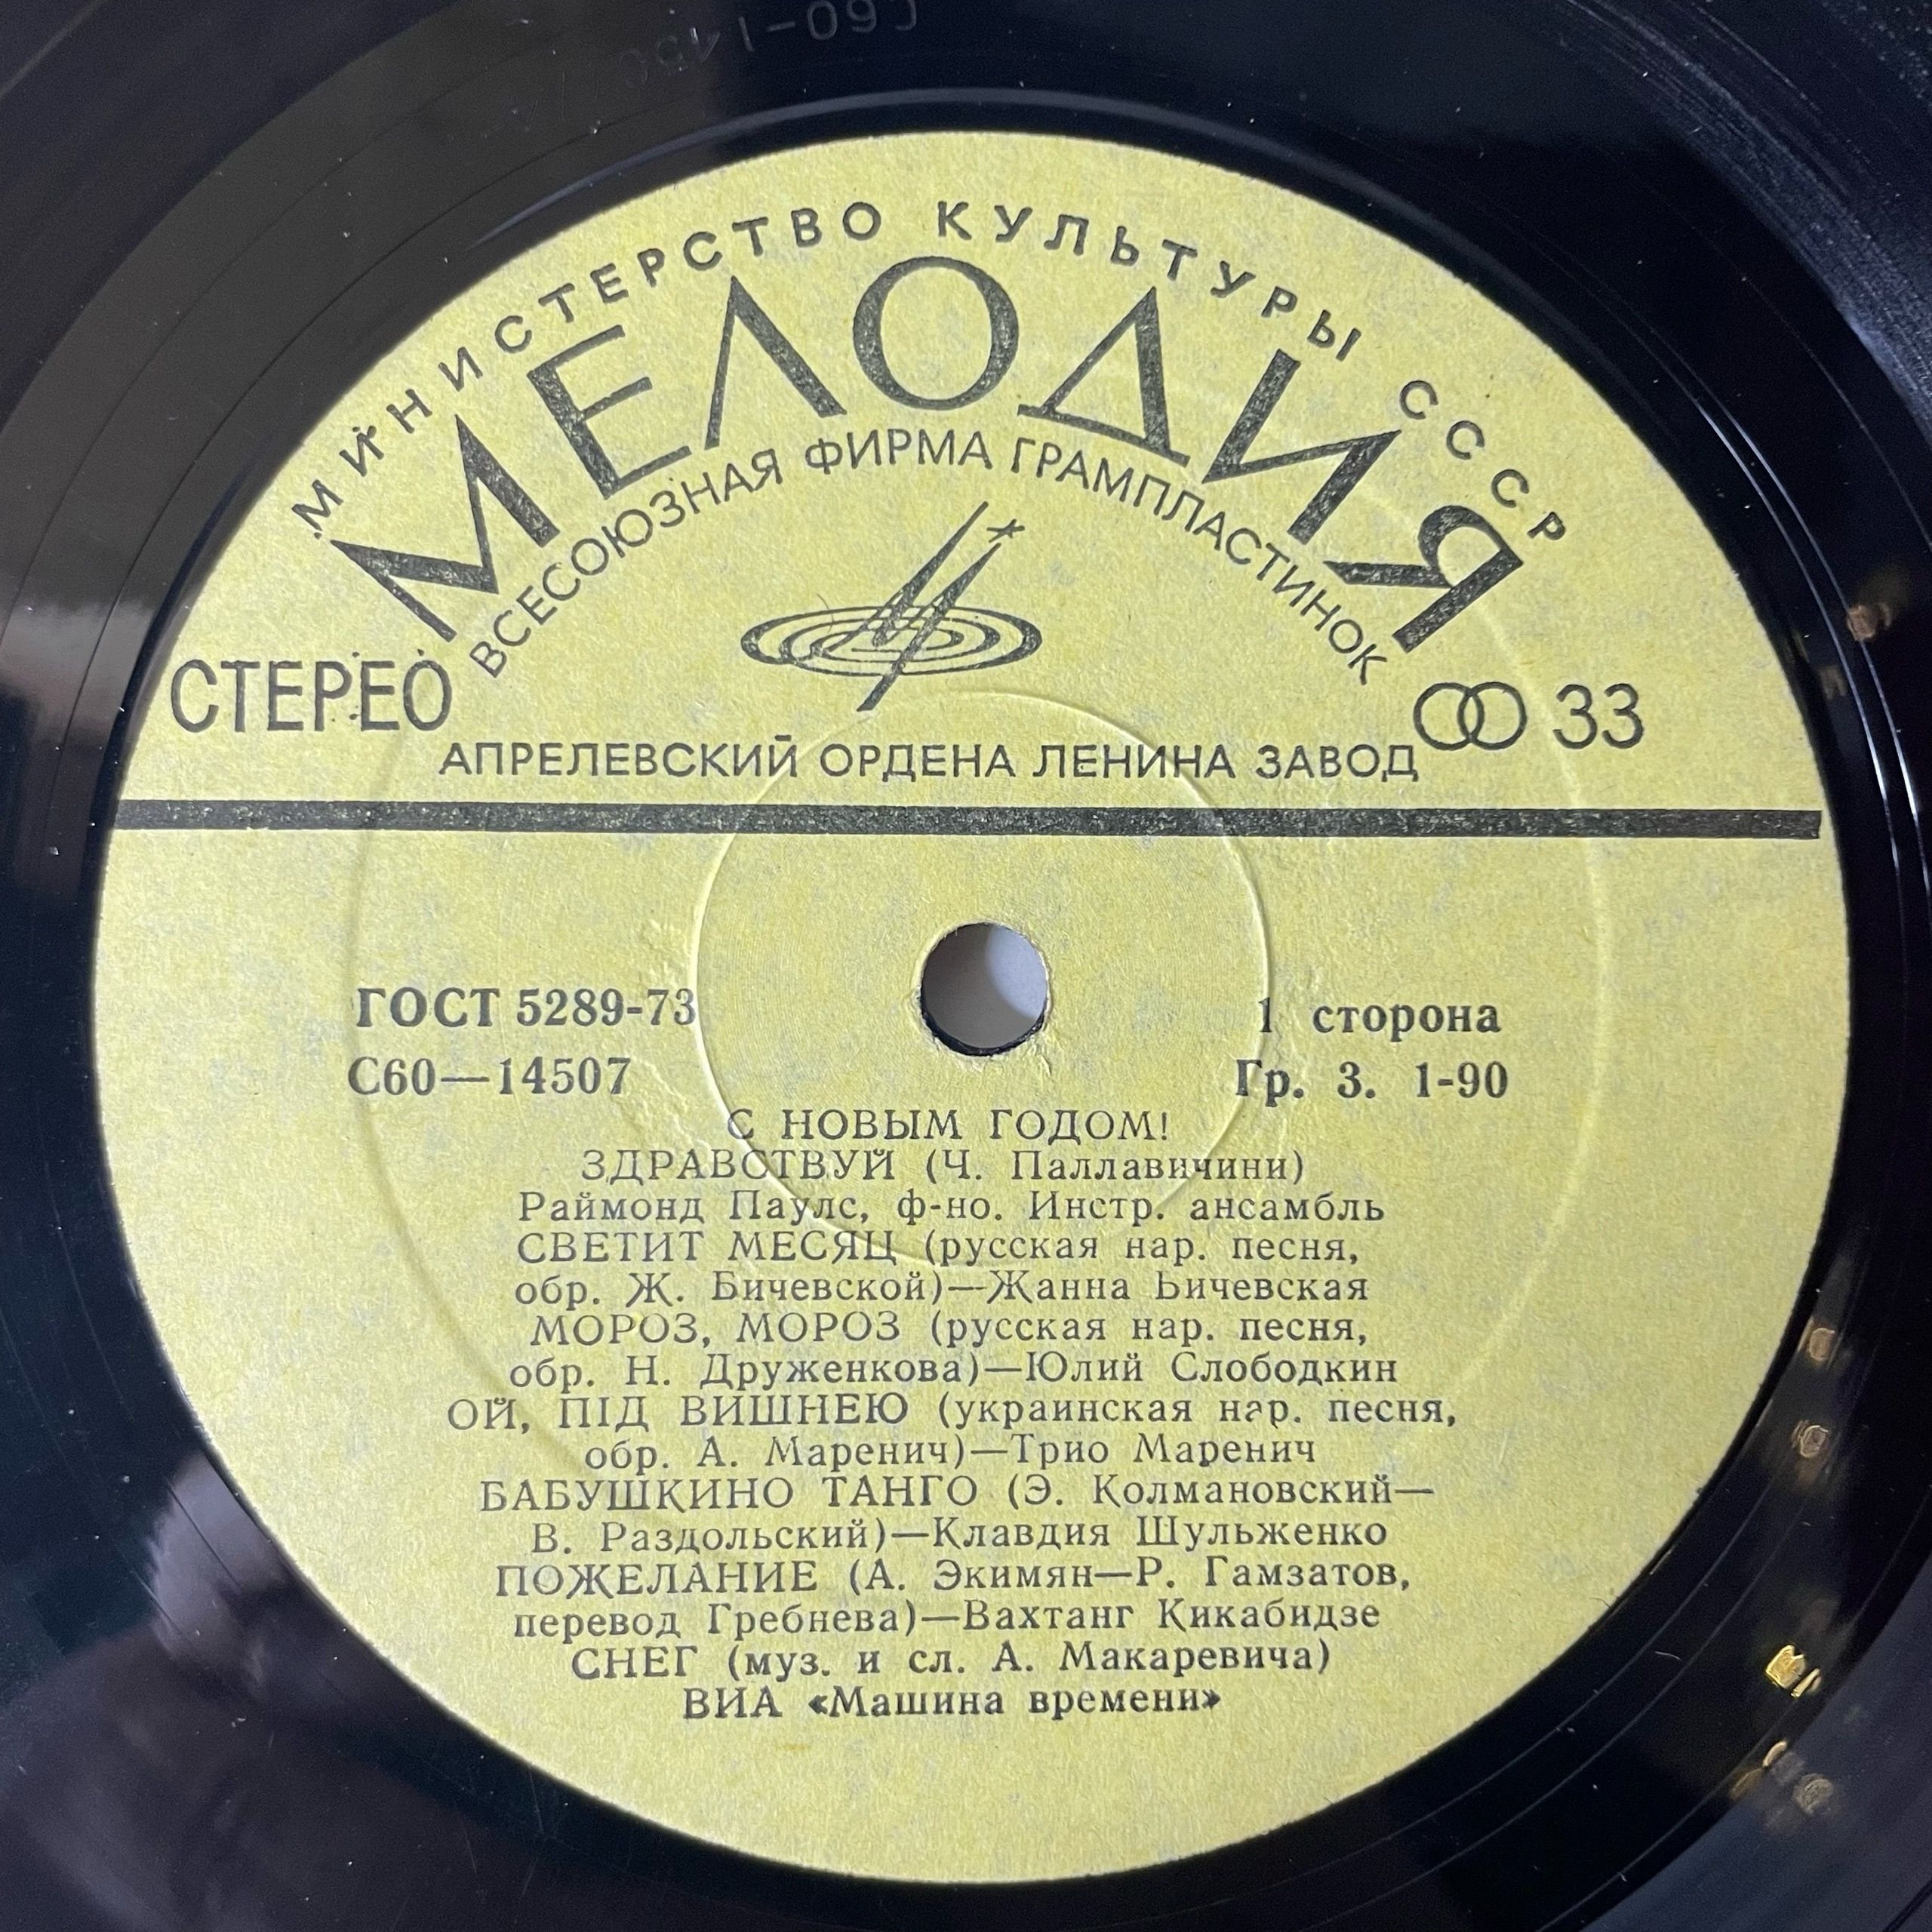 С60-145
МИНИСТЕРСТВО КУЛЬТУРЫ СССР
МЕЛОДИЯ
ВСЕСОЮЗНАЯ ФИРМА ГРАМПЛАСТИНОК
СТЕРЕО
33
АПРЕЛЕВСКИЙ ОРДЕНА ЛЕНИНА ЗАВОД
ГОСТ 5289-73
1 сторона
С60—14507
Гр. 3. 1-90
С НОВЫМ ГОДОМ!
ЗДРАВСТВУЙ (Ч. Паллавичини)
Раймонд Паулс, ф-но. Инстр. ансамбль
СВЕТИТ МЕСЯЦ (русская нар. песня,
обр. Ж. Бичевской)—Жанна Бичевская
МОРОЗ, МОРОЗ (русская нар. песня,
обр. Н. Друженкова)—Юлий Слободкин
ОЙ, ПІД ВИШНЕЮ (украинская нар. песня,
обр. А. Маренич)—Трио Маренич
БАБУШКИНО ТАНГО (Э. Колмановский—
В. Раздольский)—Клавдия Шульженко
ПОЖЕЛАНИЕ (А. Экимян—Р. Гамзатов,
перевод Гребнева)—Вахтанг Кикабидзе
СНЕГ (муз. и сл. А. Макаревича)
ВИА «Машина времени»